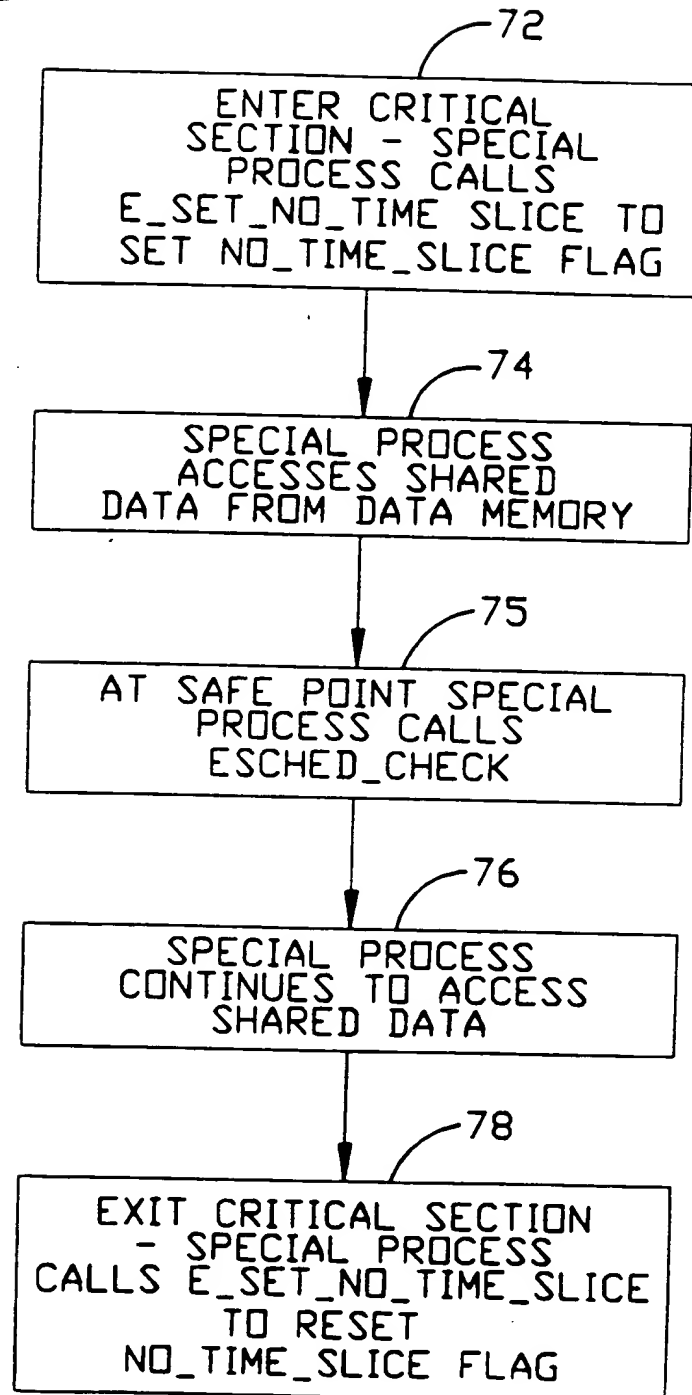 72
ENTER CRITICAL
SECTION - SPECIAL
PROCESS CALLS
E_SET_NO_TIME SLICE TO
SET NO_TIME_SLICE FLAG
74
SPECIAL PROCESS
ACCESSES SHARED
DATA FROM DATA MEMORY
75
AT SAFE POINT SPECIAL
PROCESS CALLS
ESCHED_CHECK
76
SPECIAL PROCESS
CONTINUES TO ACCESS
SHARED DATA
78
EXIT CRITICAL SECTION
- SPECIAL PROCESS
CALLS E_SET_NO_TIME_SLICE
TO RESET
NO_TIME_SLICE FLAG